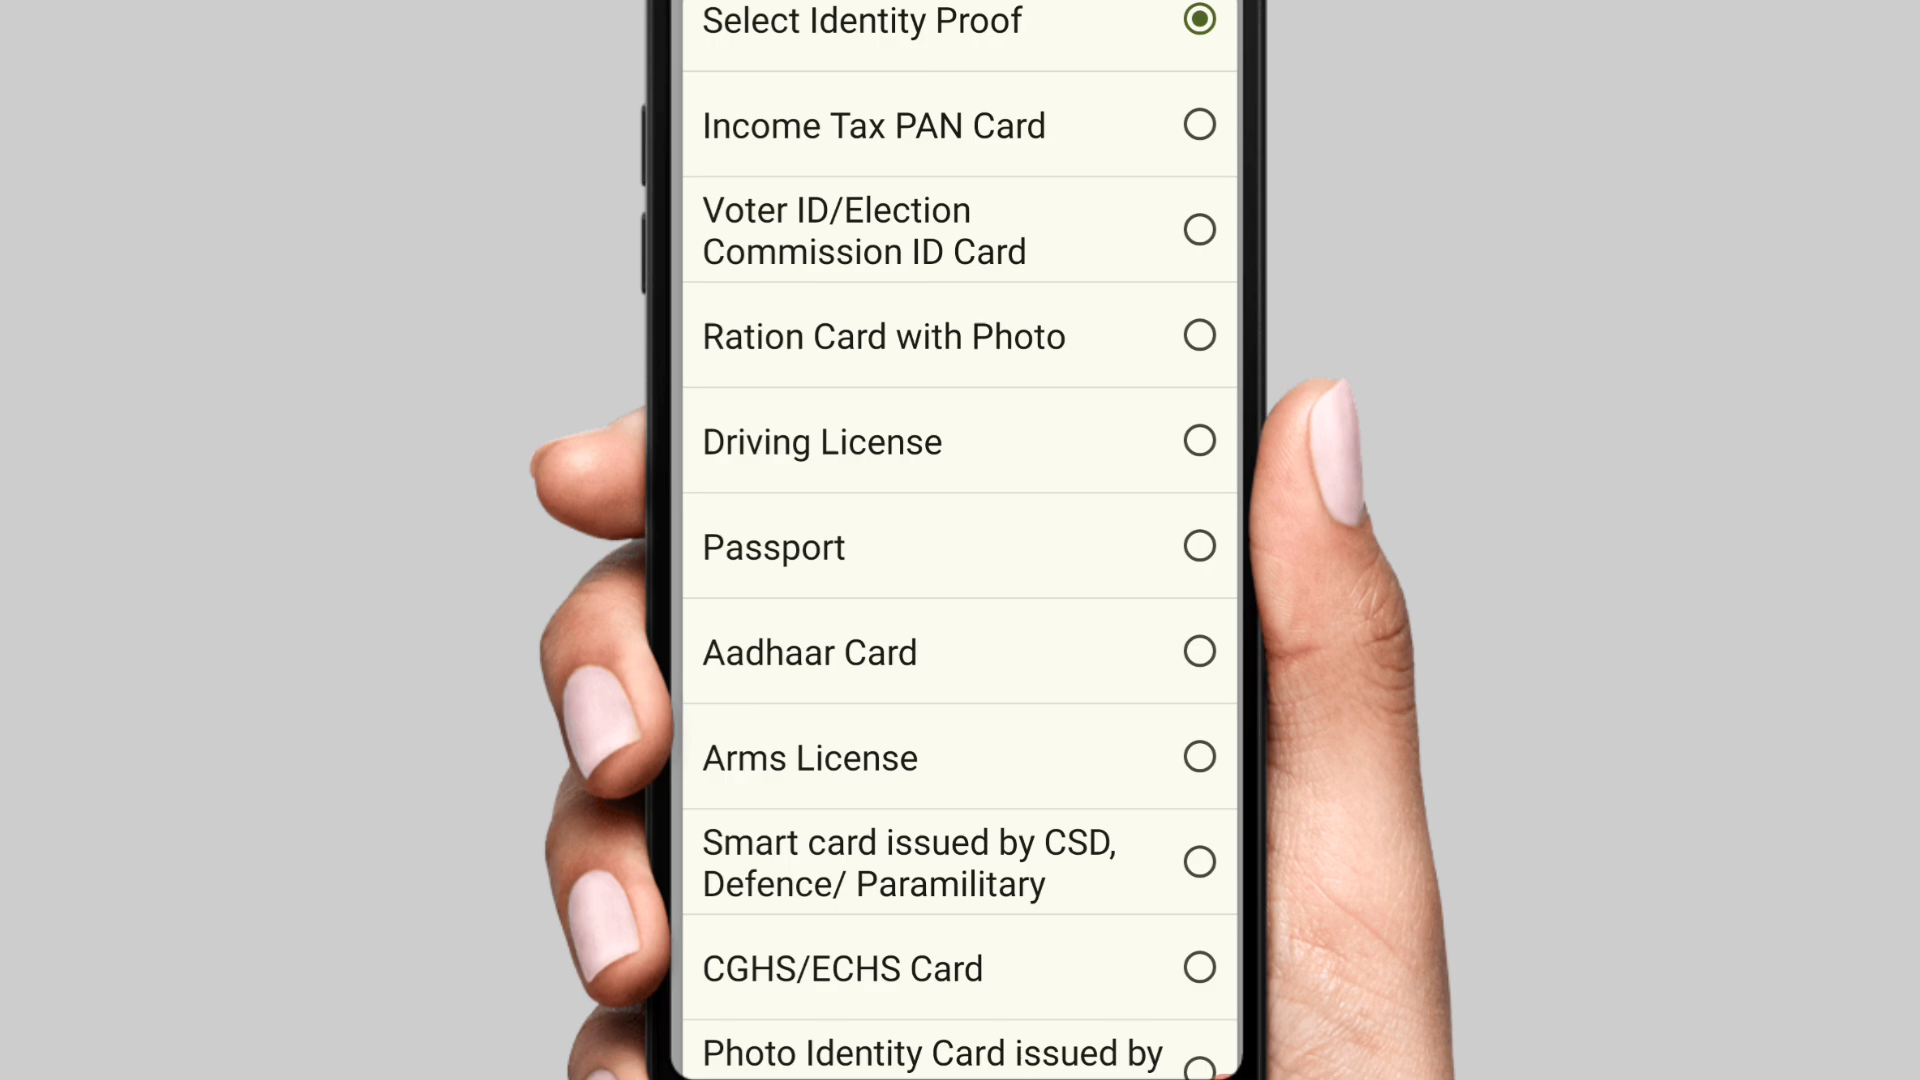 Select Identity Proof
Income Tax PAN Card
Voter ID/Election
Commission ID Card
Ration Card with Photo
Driving License
Passport
Aadhaar Card
Arms License
Smart card issued by CSD,
Defence/ Paramilitary
CGHS/ECHS Card
Photo Identity Card issued by